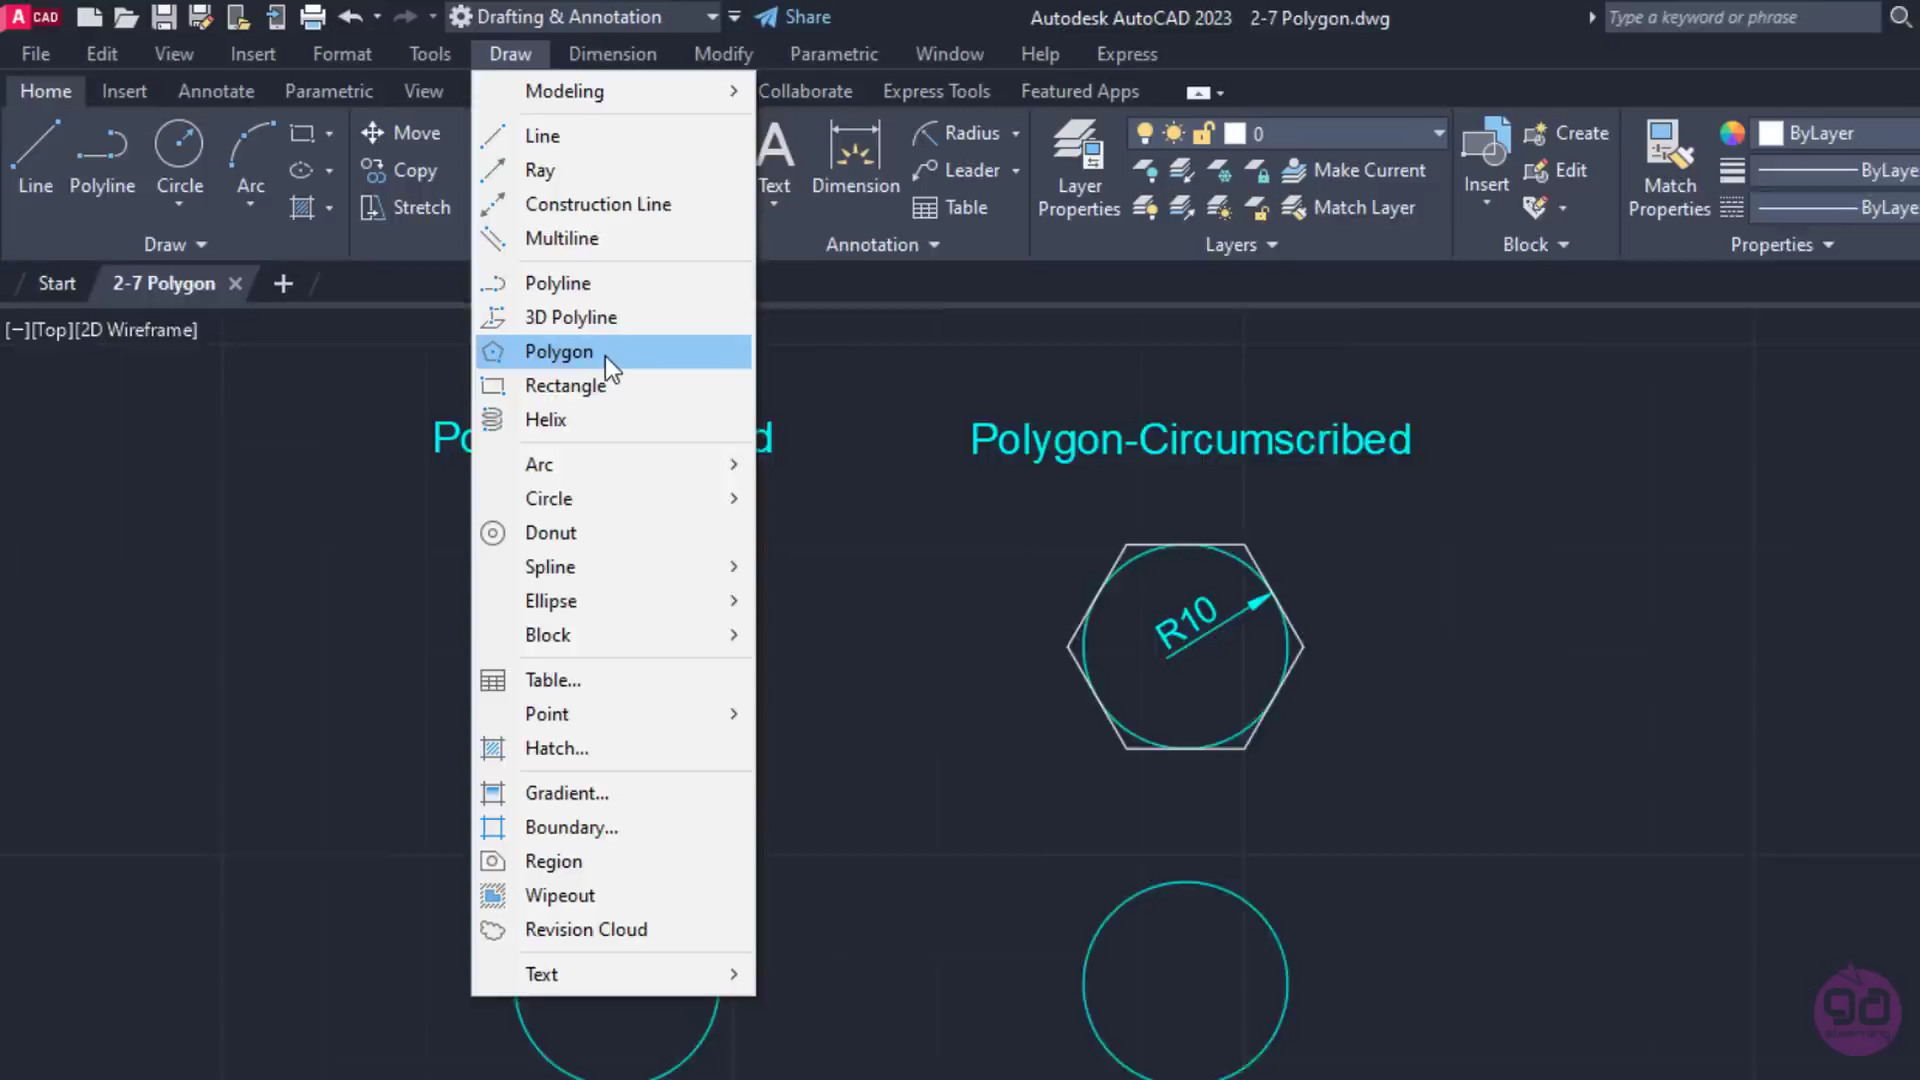 A CAD
Drafting & Annotation
Share
Autodesk AutoCAD 2023 2-7 Polygon.dwg
Type a keyword or phrase
File Edit View Insert Format Tools Draw Dimension Modify Parametric Window Help Express
Home Insert Annotate Parametric View Collaborate Express Tools Featured Apps
Line Polyline Circle Arc
Draw
Move
Copy
Stretch
Text Dimension
Radius
Leader
Table
Annotation
Layer
Properties
0
Make Current
Match Layer
Layers
Insert
Create
Edit
Block
Match
Properties
ByLayer
ByLaye
ByLaye
Properties
Start 2-7 Polygon
[−][Top][2D Wireframe]
Modeling
Line
Ray
Construction Line
Multiline
Polyline
3D Polyline
Polygon
Rectangle
Helix
Arc
Circle
Donut
Spline
Ellipse
Block
Table...
Point
Hatch...
Gradient...
Boundary...
Region
Wipeout
Revision Cloud
Text
Po d
Polygon-Circumscribed
R10